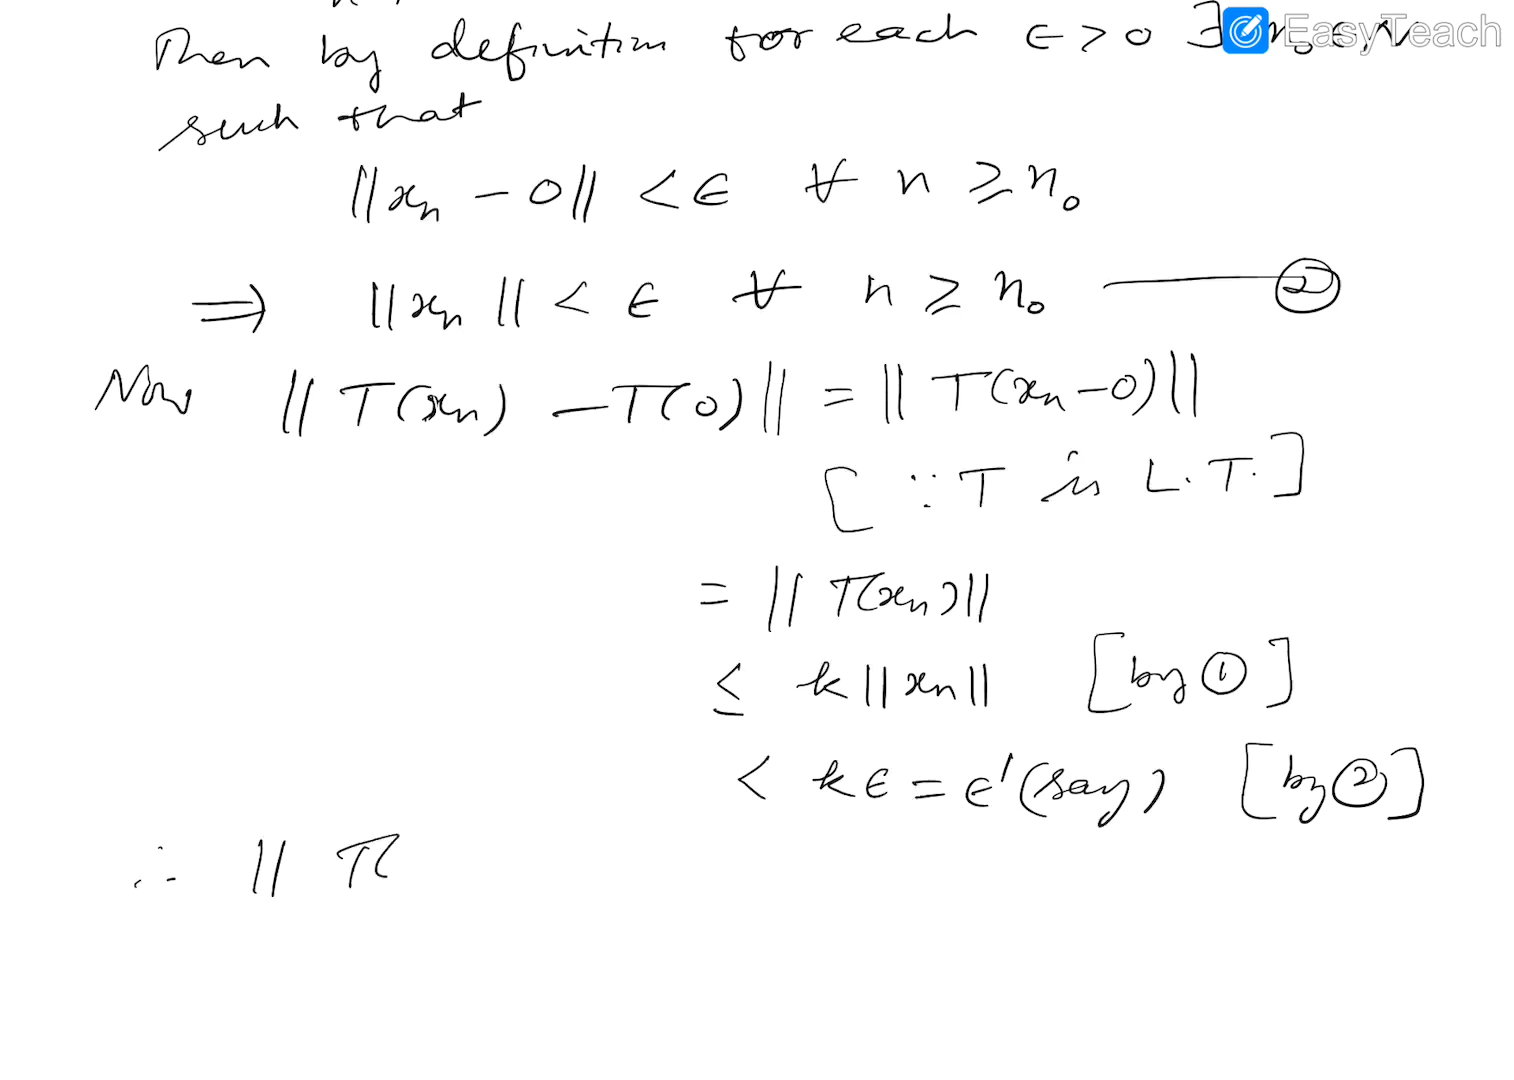 Then by definition for each ϵ > 0 ∃ n₀ ∈ N
EasyTeach
such that
||xₙ - 0|| < ϵ ∀ n ≥ n₀
⇒ ||xₙ|| < ϵ ∀ n ≥ n₀ —— ②
Now || T(xₙ) - T(0) || = || T(xₙ - 0) ||
[ ∵ T is L.T. ]
= || T(xₙ) ||
≤ k || xₙ || [by ①]
< kϵ = ϵ' (say) [by ②]
∴ || T(